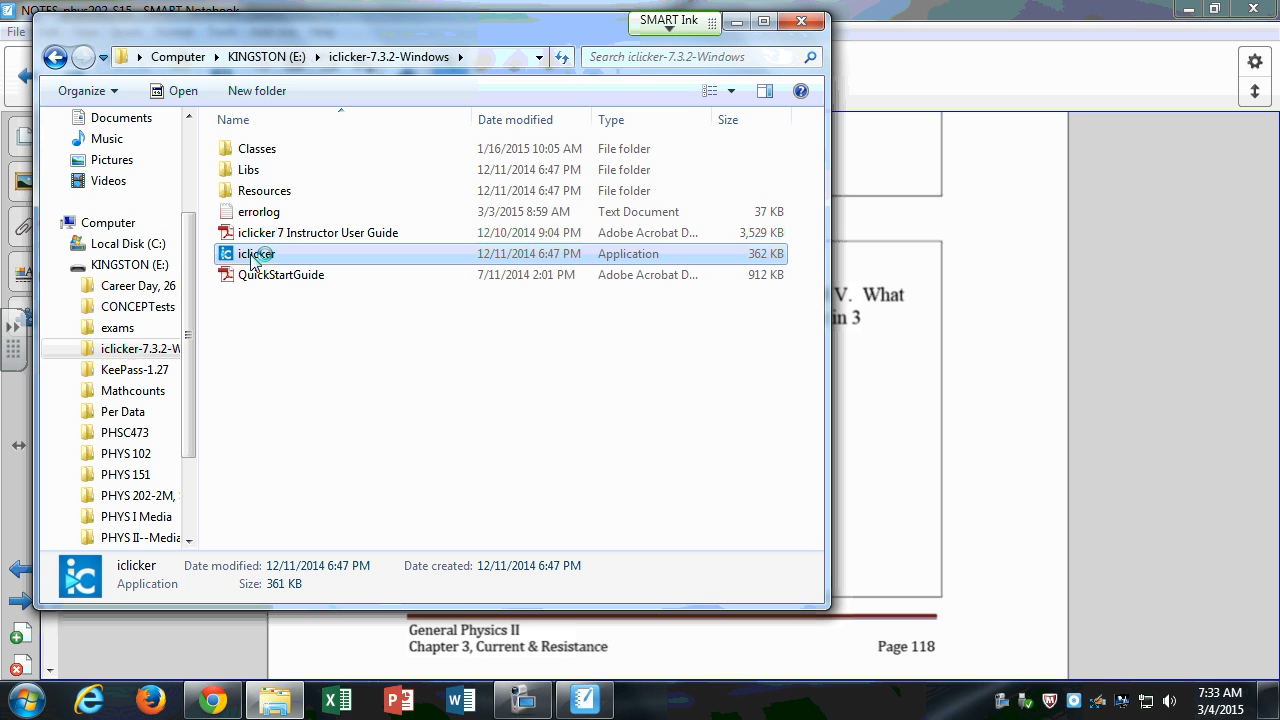 NOTES-phys202-S15 - SMART Notebook
File
SMART Ink
Computer
KINGSTON (E:)
iclicker-7.3.2-Windows
Search iclicker-7.3.2-Windows
Organize
Open
New folder
Name
Date modified
Type
Size
Documents
Music
Pictures
Videos
Computer
Local Disk (C:)
KINGSTON (E:)
Career Day, 26
CONCEPTests
exams
iclicker-7.3.2-W
KeePass-1.27
Mathcounts
Per Data
PHSC473
PHYS 102
PHYS 151
PHYS 202-2M,
PHYS I Media
PHYS II--Media
Classes 1/16/2015 10:05 AM File folder
Libs 12/11/2014 6:47 PM File folder
Resources 12/11/2014 6:47 PM File folder
errorlog 3/3/2015 8:59 AM Text Document 37 KB
iclicker 7 Instructor User Guide 12/10/2014 9:04 PM Adobe Acrobat D... 3,529 KB
iclicker 12/11/2014 6:47 PM Application 362 KB
QuickStartGuide 7/11/2014 2:01 PM Adobe Acrobat D... 912 KB
iclicker Date modified: 12/11/2014 6:47 PM Date created: 12/11/2014 6:47 PM
Application Size: 361 KB
V. What
in 3
General Physics II
Chapter 3, Current & Resistance Page 118
7:33 AM
3/4/2015